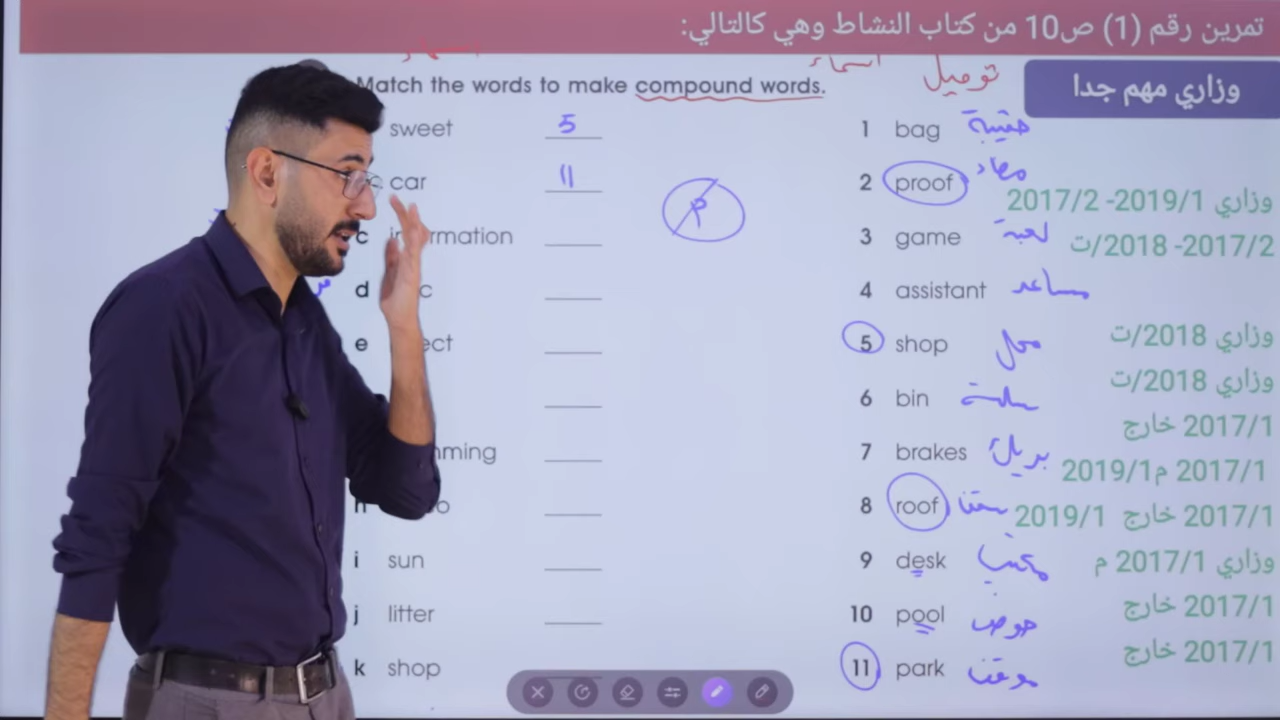 تمرين رقم (1) ص10 من كتاب النشاط وهي كالتالي:
وزاري مهم جدا
توصيل
اسماء
Match the words to make compound words.
sweet 5 1 bag حقيبة
car 11 2 proof مضاد
وزاري 2019/1 -2017/2
c 3 game لعبة
2017/2- 2018/ت
d 4 assistant مساعد
e 5 shop محل
وزاري 2018/ت
6 bin سلة
وزاري 2018/ت
2017/1 خارج
7 brakes بريك
2017/1 م2019/1
8 roof سقف
2017/1 خارج 2019/1
i sun 9 desk مكتب
وزاري 2017/1 م
j litter 10 pool حوض
2017/1 خارج
k shop 11 park موقف
2017/1 خارج